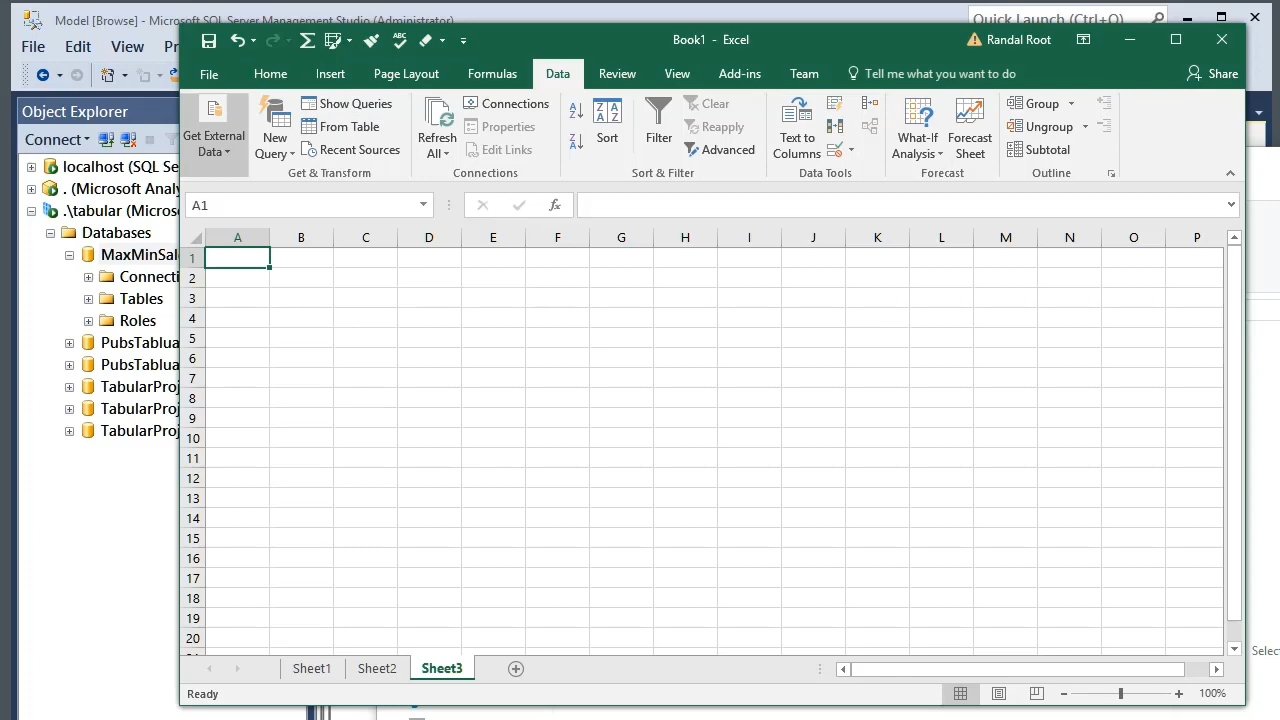 Model [Browse] - Microsoft SQL Server Management Studio (Administrator)
Quick Launch (Ctrl+Q)
File Edit View
Book1 - Excel
Randal Root
File Home Insert Page Layout Formulas Data Review View Add-ins Team Tell me what you want to do Share
Object Explorer
Connect
Get External Data
New Query
Show Queries
From Table
Recent Sources
Get & Transform
Refresh All
Connections
Properties
Edit Links
Connections
Sort
Filter
Clear
Reapply
Advanced
Sort & Filter
Text to Columns
Data Tools
What-If Analysis
Forecast Sheet
Forecast
Group
Ungroup
Subtotal
Outline
localhost (SQL Se
. (Microsoft Analy
.\tabular (Micros
Databases
MaxMinSal
Connecti
Tables
Roles
PubsTablua
PubsTablua
TabularProj
TabularProj
TabularProj
A1
fx
A B C D E F G H I J K L M N O P
1
2
3
4
5
6
7
8
9
10
11
12
13
14
15
16
17
18
19
20
Selec
Sheet1 Sheet2 Sheet3
Ready
100%